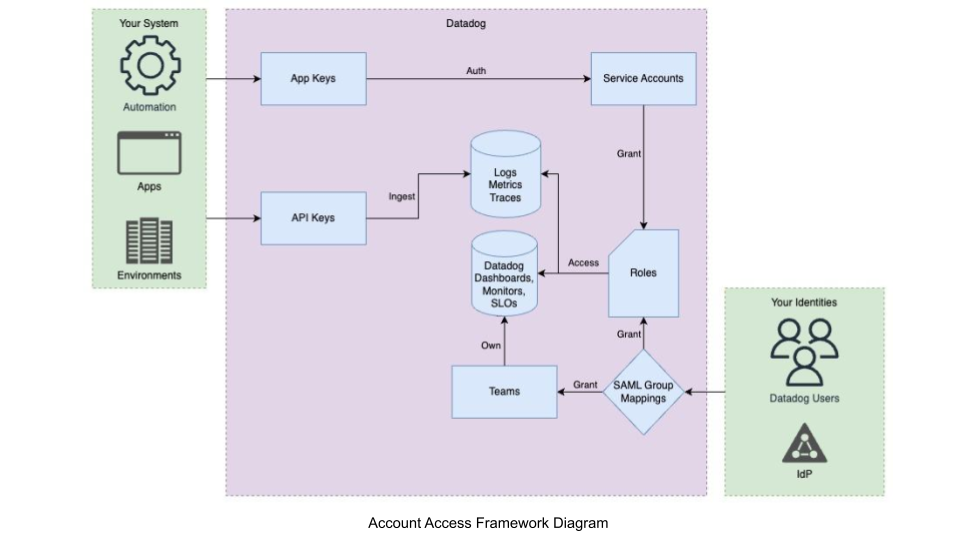 Your System
Automation
Apps
Environments
Datadog
App Keys
Auth
Service Accounts
Grant
API Keys
Ingest
Logs
Metrics
Traces
Datadog
Dashboards,
Monitors,
SLOs
Access
Roles
Own
Grant
Teams
Grant
SAML Group
Mappings
Your Identities
Datadog Users
IdP
Account Access Framework Diagram